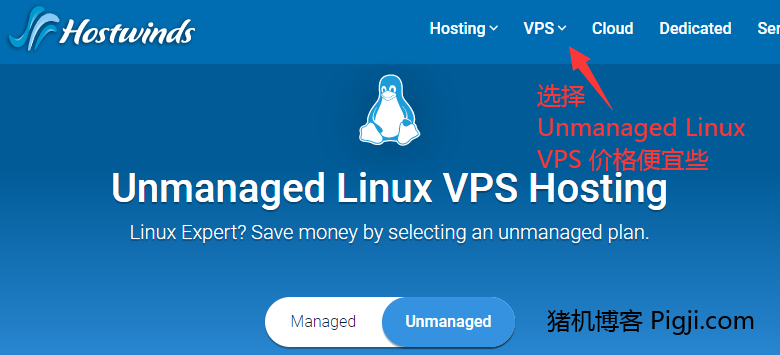 Hostwinds
Hosting VPS Cloud Dedicated Ser
选择
Unmanaged Linux
VPS 价格便宜些
Unmanaged Linux VPS Hosting
Linux Expert? Save money by selecting an unmanaged plan.
Managed Unmanaged
猪机博客 Pigji.com